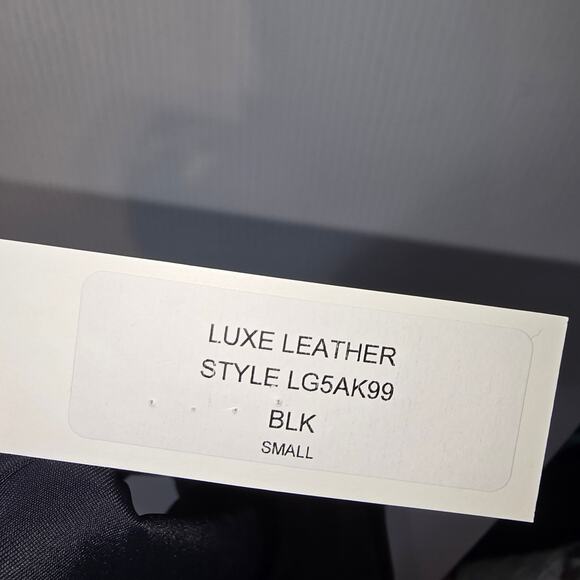 LUXE LEATHER
STYLE LG5AK99
BLK
SMALL